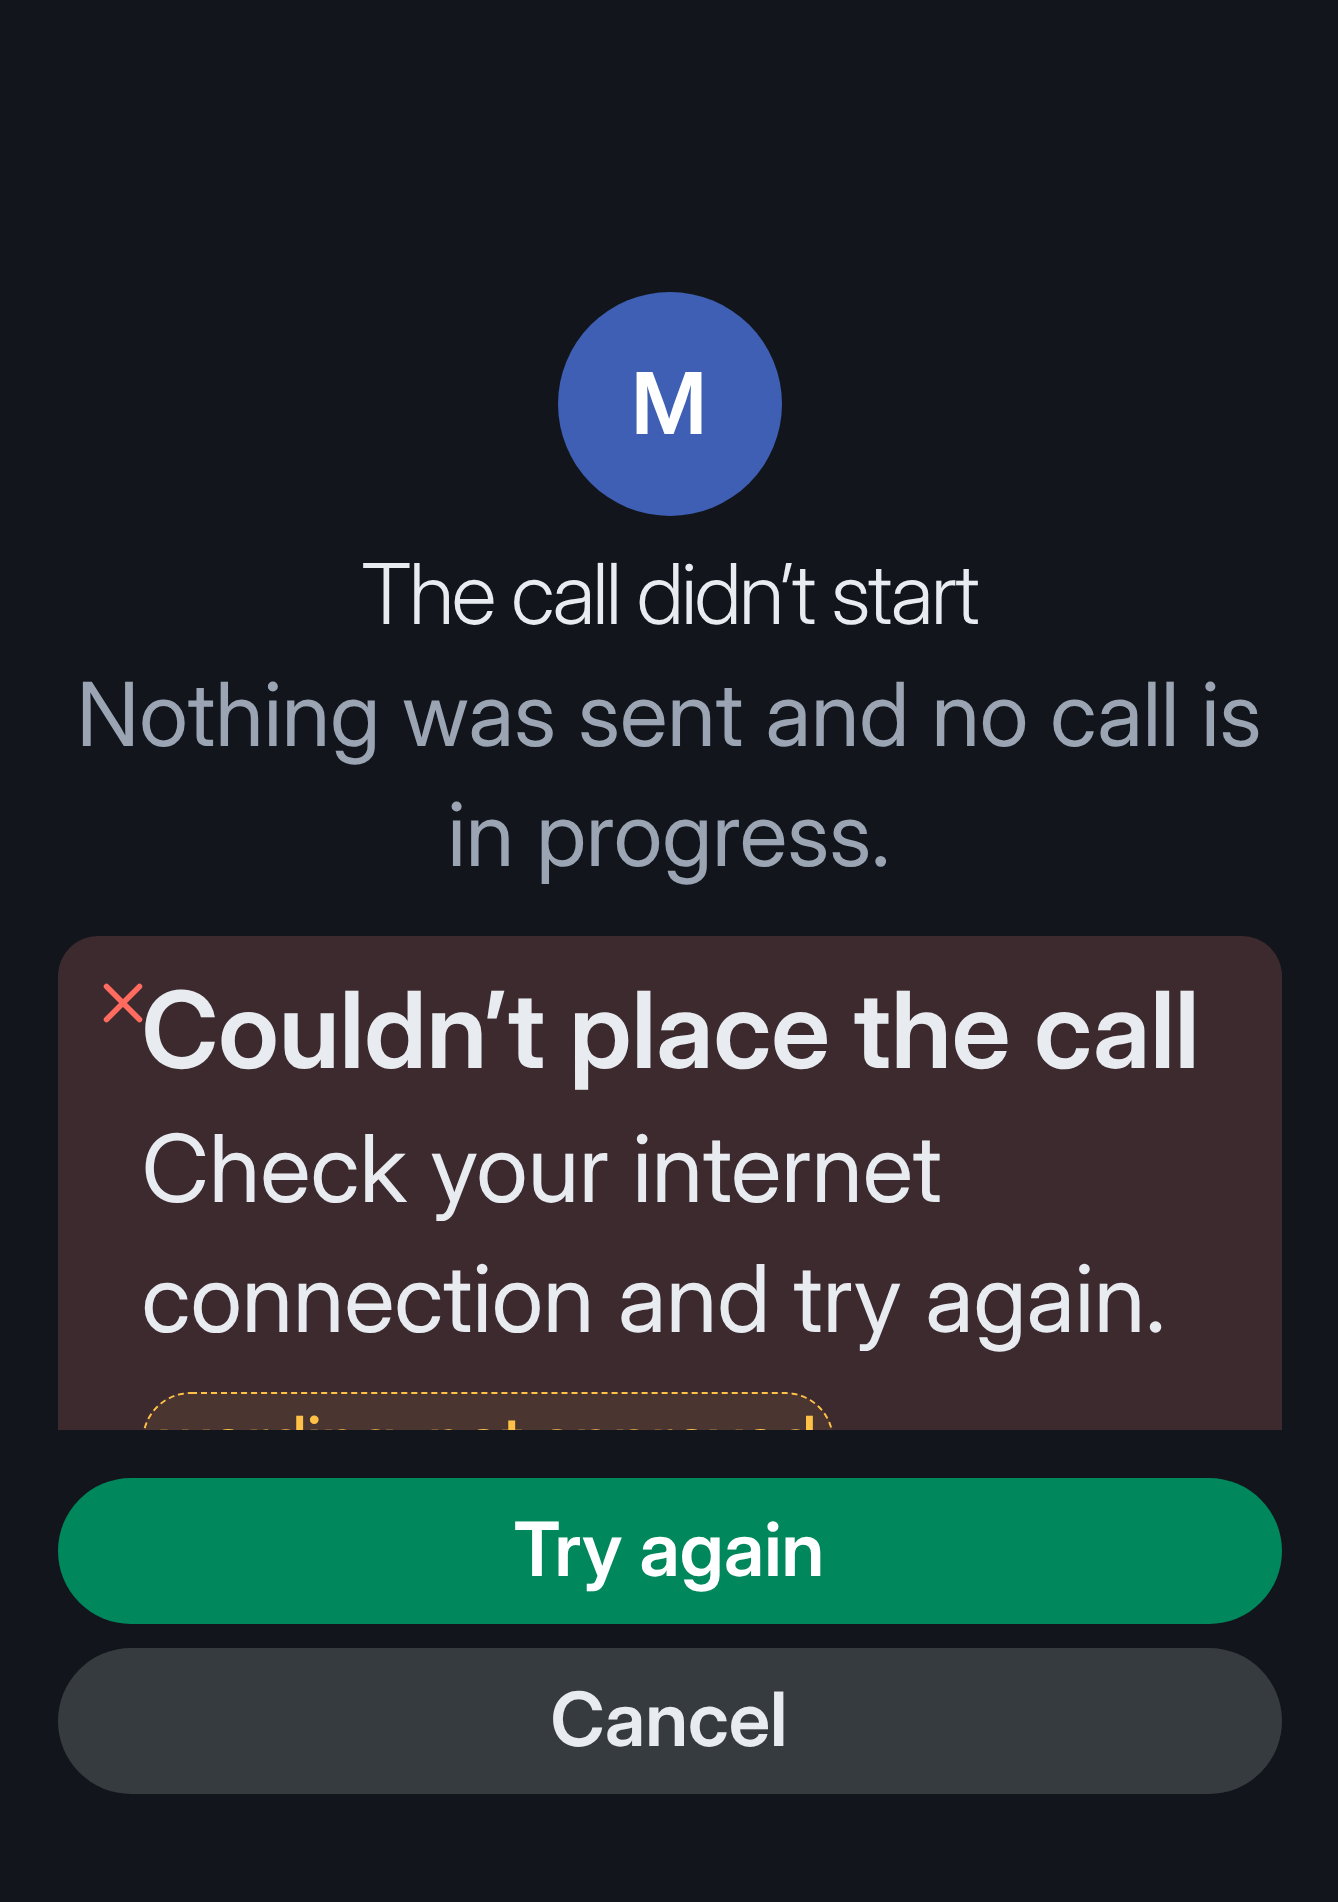 M
The call didn’t start
Nothing was sent and no call is
in progress.
Couldn’t place the call
Check your internet
connection and try again.
Try again
Cancel